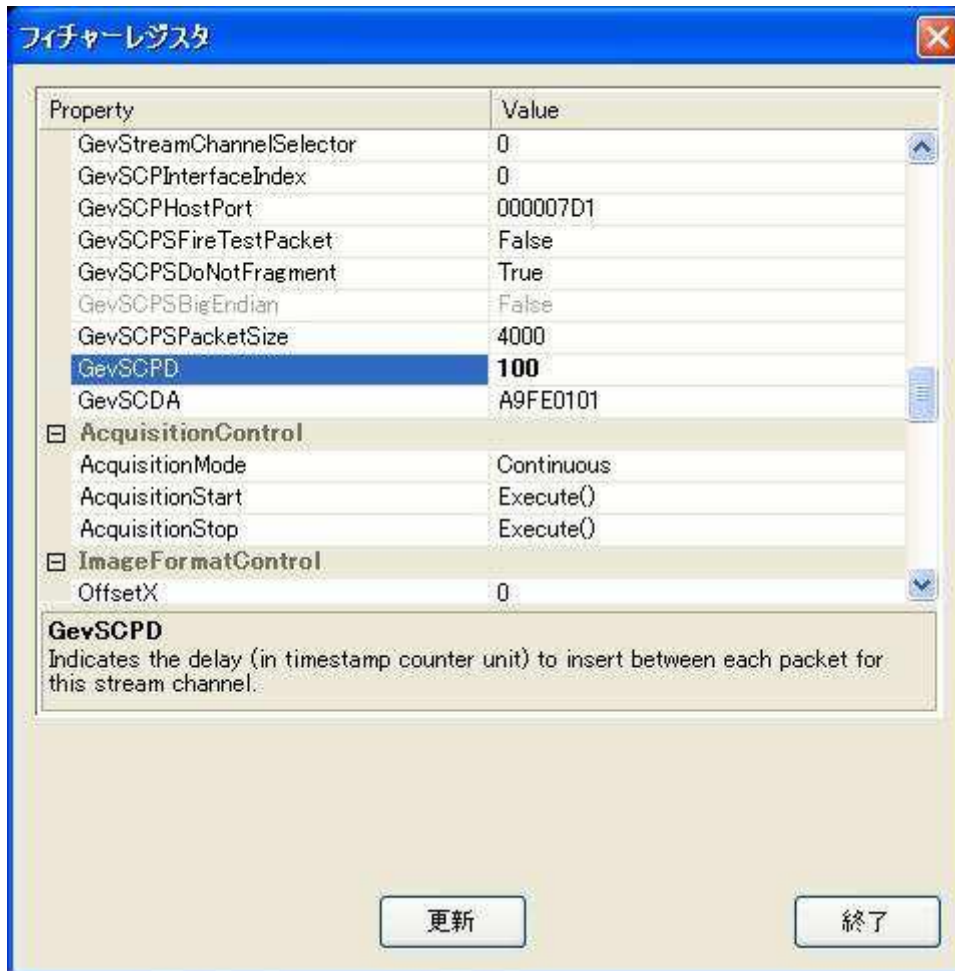 フィチャーレジスタ
Property Value
GevStreamChannelSelector 0
GevSCPInterfaceIndex 0
GevSCPHostPort 000007D1
GevSCPSFireTestPacket False
GevSCPSDoNotFragment True
GevSCPSBigEndian False
GevSCPSPacketSize 4000
GevSCPD 100
GevSCDA A9FE0101
AcquisitionControl
AcquisitionMode Continuous
AcquisitionStart Execute()
AcquisitionStop Execute()
ImageFormatControl
OffsetX 0
GevSCPD
Indicates the delay (in timestamp counter unit) to insert between each packet for
this stream channel.
更新 終了